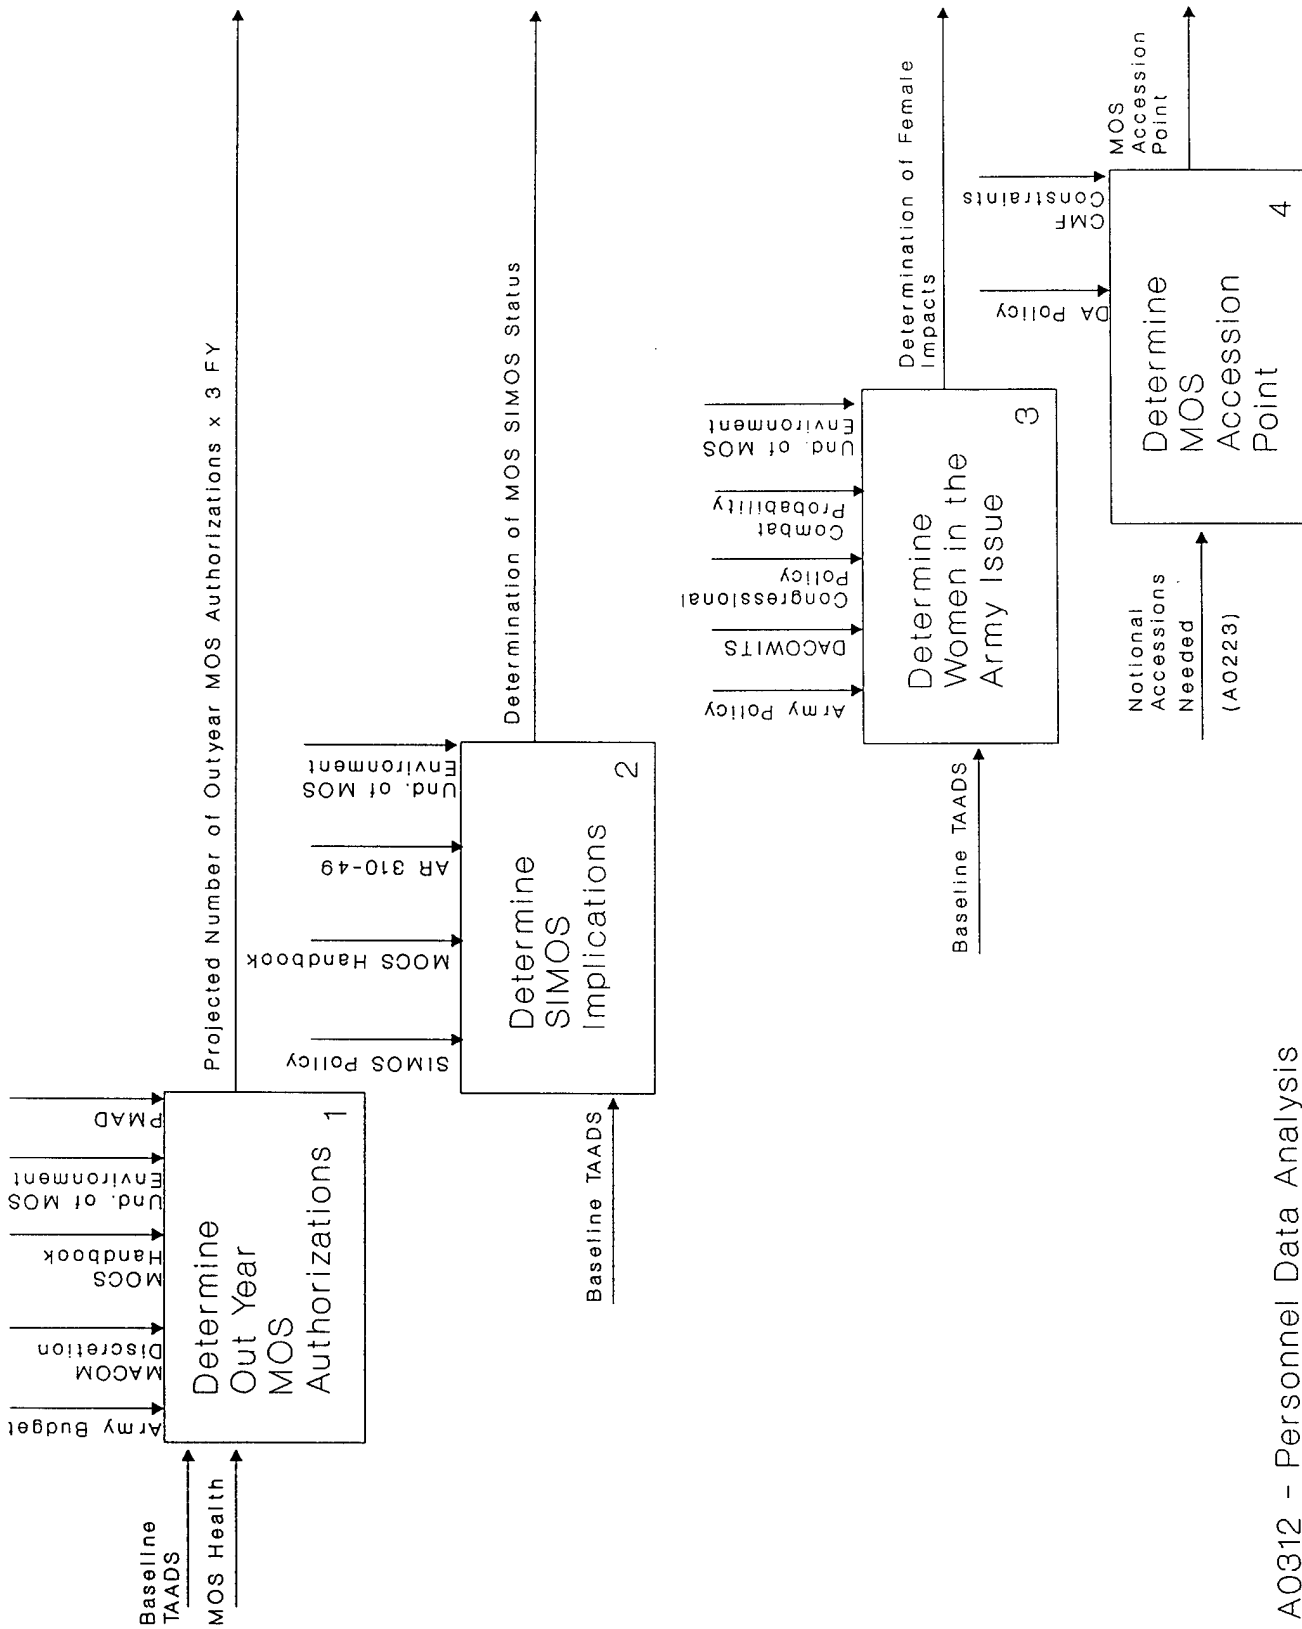 Baseline
TAADS
MOS Health
Army Budget
MACOM
Discretion
MOCS
Handbook
Und. of MOS
Environment
PMAD
Determine
Out Year
MOS
Authorizations
1
Projected Number of Outyear MOS Authorizations x 3 FY
Baseline TAADS
SIMOS Policy
MOCS Handbook
AR 310-49
Und. of MOS
Environment
Determine
SIMOS
Implications
2
Determination of MOS SIMOS Status
Baseline TAADS
Army Policy
DACOWITS
Congressional
Policy
Combat
Probability
Und. of MOS
Environment
Determine
Women in the
Army Issue
3
Determination of Female
Impacts
Notional
Accessions
Needed
(A0223)
DA Policy
CMF
Constraints
Determine
MOS
Accession
Point
4
MOS
Accession
Point
A0312 - Personnel Data Analysis